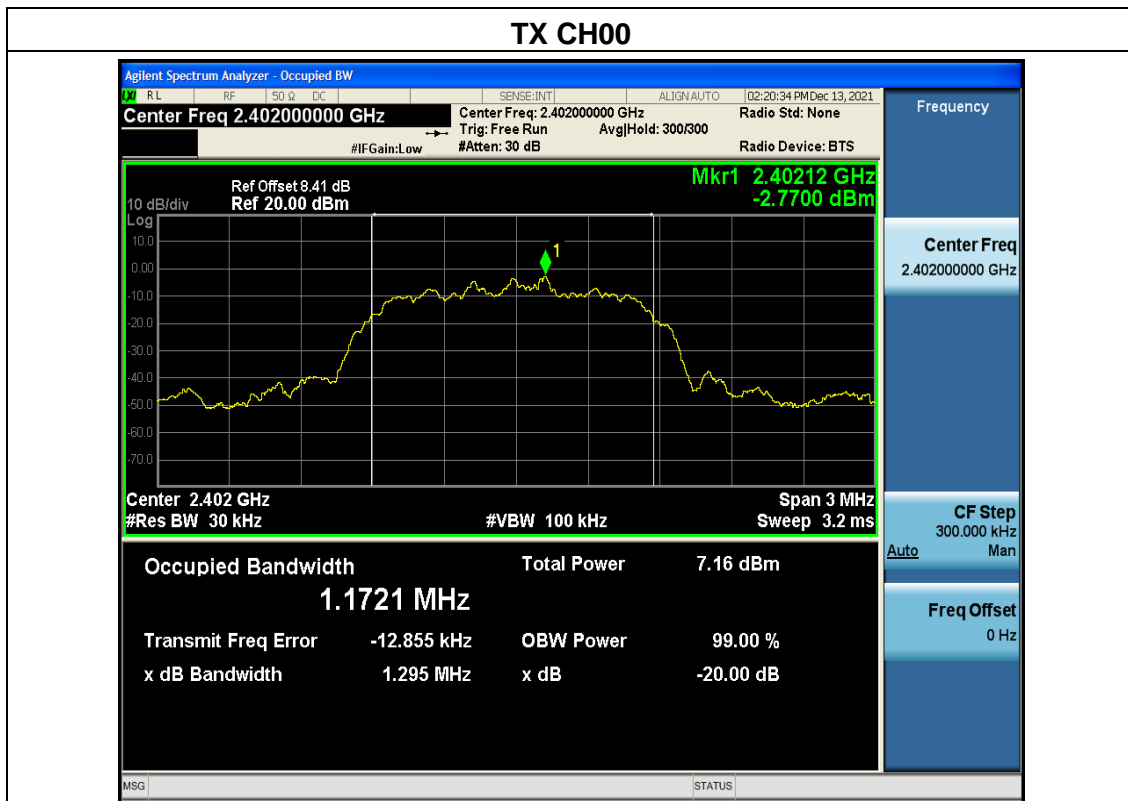 TX CH00
Agilent Spectrum Analyzer - Occupied BW
LXI RL RF 50 Ω DC SENSE:INT ALIGN AUTO 02:20:34 PM Dec 13, 2021
Center Freq 2.402000000 GHz
Center Freq: 2.402000000 GHz
Radio Std: None
Trig: Free Run Avg|Hold: 300/300
#IFGain:Low #Atten: 30 dB Radio Device: BTS
Frequency
Mkr1 2.40212 GHz
-2.7700 dBm
Ref Offset 8.41 dB
10 dB/div Ref 20.00 dBm
Log
10.0
0.00
-10.0
-20.0
-30.0
-40.0
-50.0
-60.0
-70.0
1
Center 2.402 GHz Span 3 MHz
#Res BW 30 kHz #VBW 100 kHz Sweep 3.2 ms
Center Freq
2.402000000 GHz
CF Step
300.000 kHz
Auto Man
Freq Offset
0 Hz
Occupied Bandwidth Total Power 7.16 dBm
1.1721 MHz
Transmit Freq Error -12.855 kHz OBW Power 99.00 %
x dB Bandwidth 1.295 MHz x dB -20.00 dB
MSG STATUS